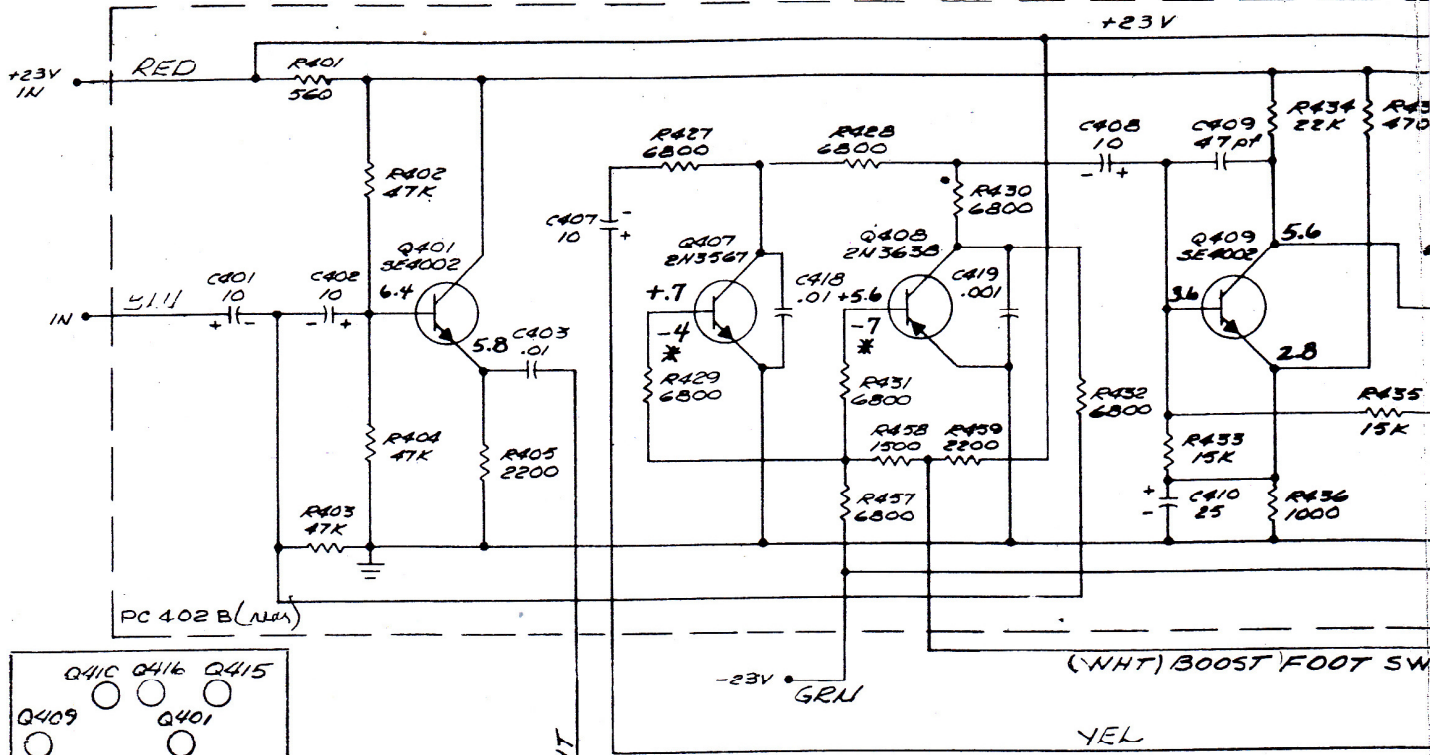 +23V
+23V
IN
RED
R401
560
R434
22K
R43
470
R427
6800
R428
6800
C408
10
- +
C409
47pf
R402
47K
R430
6800
C407
10
-
+
Q401
SE4002
Q407
2N3567
Q408
2N3638
Q409
SE4002
5.6
C401
10
+ -
C402
10
- +
6.4
+.7
C418
.01
+5.6
C419
.001
3.6
IN
-4
*
-7
*
5.8
C403
.01
2.8
R429
6800
R431
6800
R432
6800
R435
15K
R404
47K
R405
2200
R458
1500
R459
2200
R433
15K
R457
6800
+
-
C410
25
R436
1000
R403
47K
PC 402 B
(WHT) BOOST FOOT SW
-23V
GRN
Q410
Q416
Q415
Q409
Q401
YEL